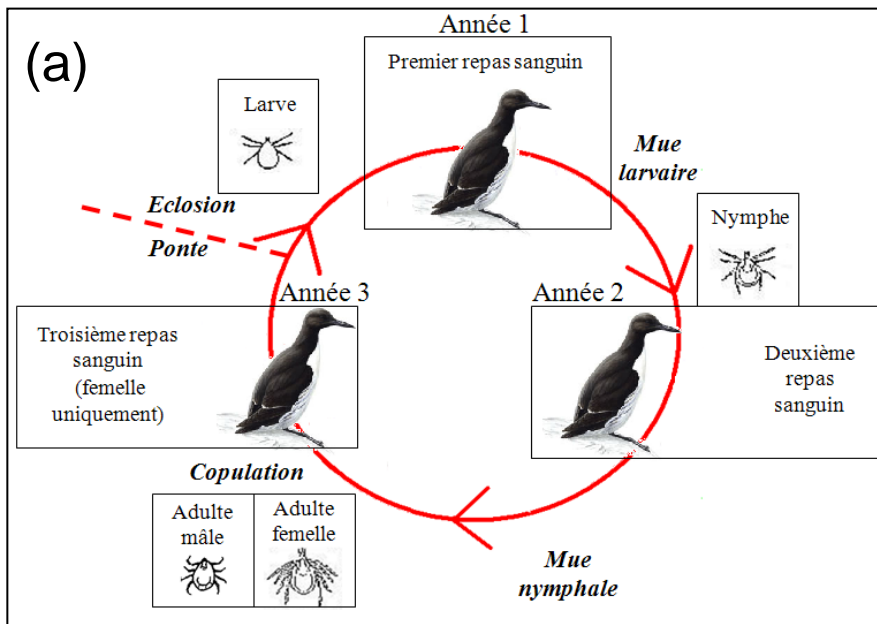 (a)
Année 1
Premier repas sanguin
Larve
Mue
larvaire
Eclosion
Ponte
Nymphe
Année 3
Année 2
Troisième repas
sanguin
(femelle
uniquement)
Deuxième
repas
sanguin
Copulation
Adulte
mâle
Adulte
femelle
Mue
nymphale